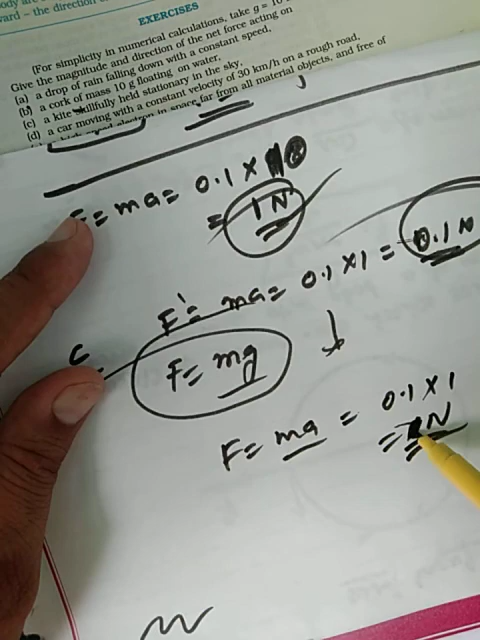 EXERCISES
(For simplicity in numerical calculations, take g = 10
Give the magnitude and direction of the net force acting on
(a) a drop of rain falling down with a constant speed,
(b) a cork of mass 10 g floating on water,
(c) a kite skillfully held stationary in the sky,
(d) a car moving with a constant velocity of 30 km/h on a rough road,
electron in space far from all material objects, and free of
= ma = 0.1 × 10
= 1 N
F' = ma = 0.1 × 1 = 0.1 N
F = mg
F = ma = 0.1 × 1
= 1N